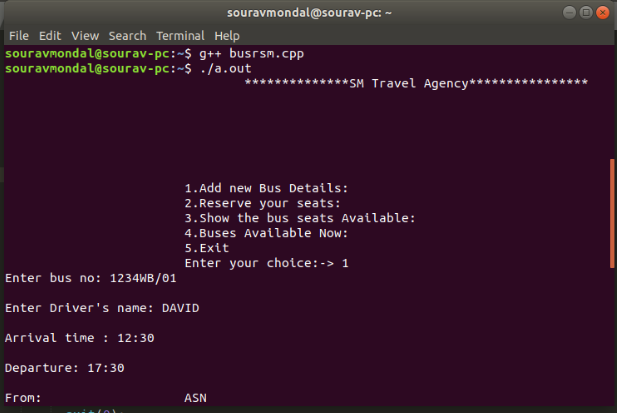 souravmondal@sourav-pc: ~
File Edit View Search Terminal Help
souravmondal@sourav-pc:~$ g++ busrsm.cpp
souravmondal@sourav-pc:~$ ./a.out
**************SM Travel Agency****************
1.Add new Bus Details:
2.Reserve your seats:
3.Show the bus seats Available:
4.Buses Available Now:
5.Exit
Enter your choice:-> 1
Enter bus no: 1234WB/01
Enter Driver's name: DAVID
Arrival time : 12:30
Departure: 17:30
From: ASN
exit(0);